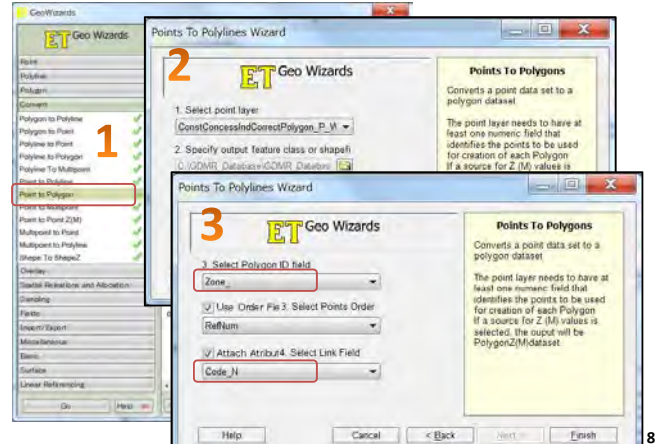 GeoWizards
ET Geo Wizards
Point
Polyline
Polygon
Convert
Polygon to Polyline
Polygon to Point
Polyline to Point
Polyline to Polygon
Polyline To Multipoint
Point to Polyline
Point to Polygon
Point to Multipoint
Point to Point Z(M)
Multipoint to Point
Multipoint to Polyline
Shape To ShapeZ
Overlay
Spatial Relations and Allocation
Sampling
Fields
Import/Export
Miscellaneous
Basic
Surface
Linear Referencing
Go
Help
1
Points To Polylines Wizard
2
ET Geo Wizards
1. Select point layer
ConstConcessIndCorrectPolygon_P_W
2. Specify output feature class or shapefi
Points To Polygons
Converts a point data set to a
polygon dataset
The point layer needs to have at
least one numeric field that
identifies the points to be used
for creation of each Polygon
If a source for Z (M) values is
Points To Polylines Wizard
3
ET Geo Wizards
3. Select Polygon ID field
Zone_
Use Order Fie 3. Select Points Order
RefNum
Attach Atribut 4. Select Link Field
Code_N
Points To Polygons
Converts a point data set to a
polygon dataset
The point layer needs to have at
least one numeric field that
identifies the points to be used
for creation of each Polygon
If a source for Z (M) values is
selected, the ouput will be
PolygonZ(M)dataset
Help
Cancel
< Back
Next >
Finish
8